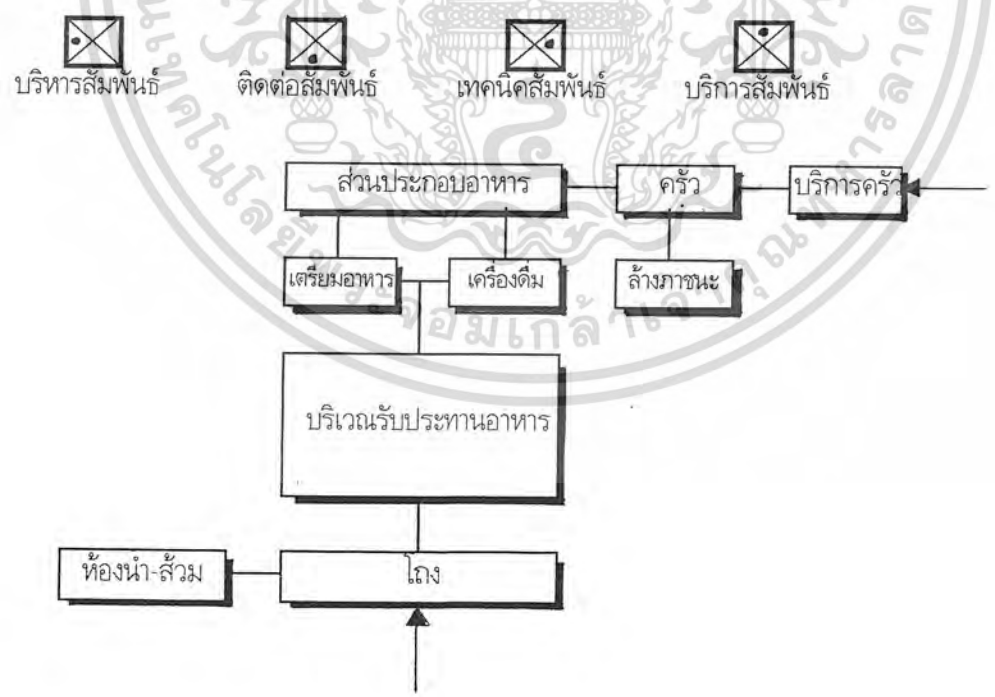 บริหารสัมพันธ์ ติดต่อสัมพันธ์ เทคนิคสัมพันธ์ บริการสัมพันธ์
ส่วนประกอบอาหาร ครัว บริการครัว
เตรียมอาหาร เครื่องดื่ม ล้างภาชนะ
บริเวณรับประทานอาหาร
ห้องน้ำ-ส้วม โถง